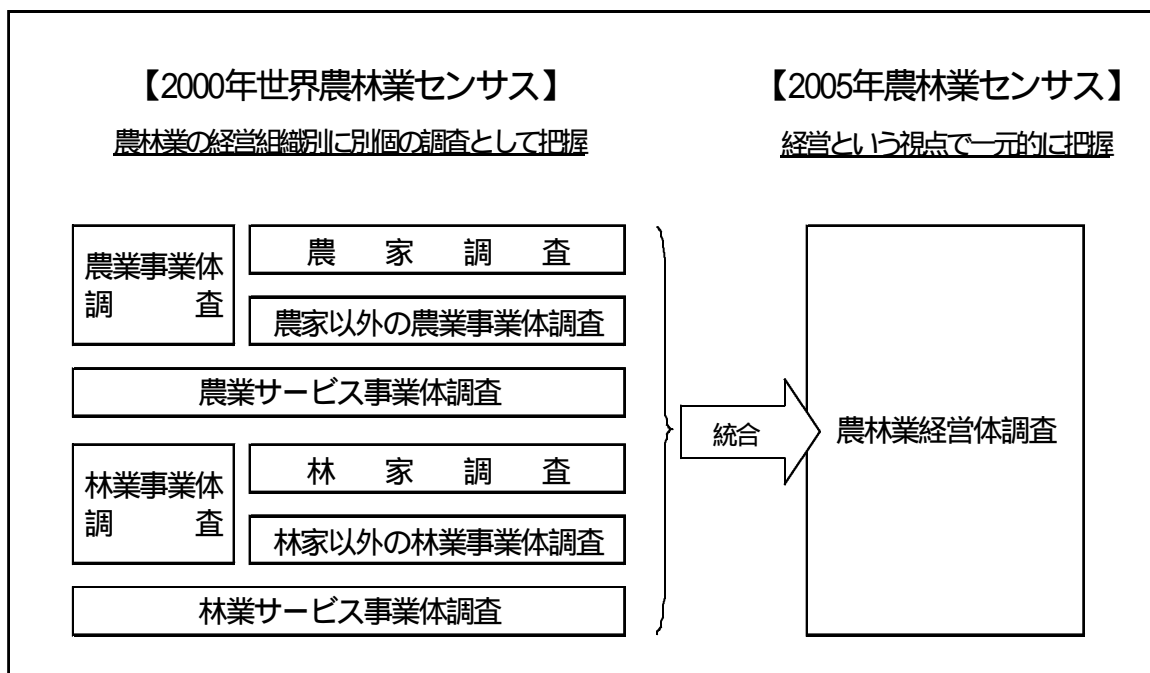 【2000年世界農林業センサス】
農林業の経営組織別に別個の調査として把握
農業事業体
調　　査
農　家　調　査
農家以外の農業事業体調査
農業サービス事業体調査
林業事業体
調　　査
林　家　調　査
林家以外の林業事業体調査
林業サービス事業体調査
統合
【2005年農林業センサス】
経営という視点で一元的に把握
農林業経営体調査